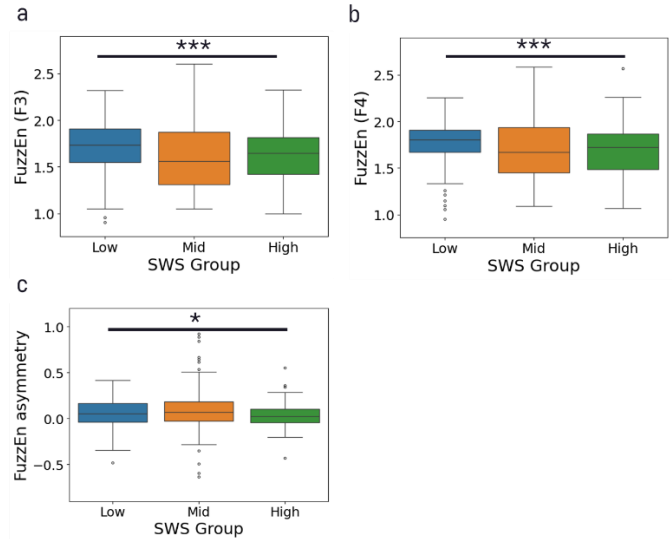 a
***
FuzzEn (F3)
2.5
2.0
1.5
1.0
Low Mid High
SWS Group
b
***
FuzzEn (F4)
2.5
2.0
1.5
1.0
Low Mid High
SWS Group
c
*
FuzzEn asymmetry
1.0
0.5
0.0
−0.5
Low Mid High
SWS Group